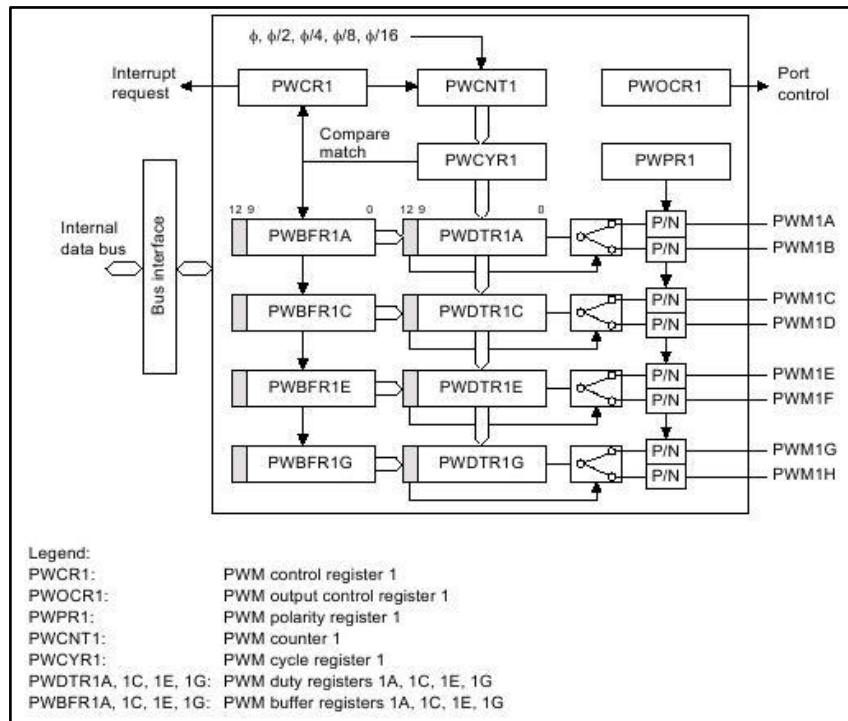 ϕ, ϕ/2, ϕ/4, ϕ/8, ϕ/16
Interrupt
request
PWCR1
PWCNT1
PWOCR1
Port
control
Compare
match
PWCYR1
PWPR1
Internal
data bus
Bus interface
12 9 0
PWBFR1A
12 9 0
PWDTR1A
P/N
PWM1A
P/N
PWM1B
PWBFR1C
PWDTR1C
P/N
PWM1C
P/N
PWM1D
PWBFR1E
PWDTR1E
P/N
PWM1E
P/N
PWM1F
PWBFR1G
PWDTR1G
P/N
PWM1G
P/N
PWM1H
Legend:
PWCR1: PWM control register 1
PWOCR1: PWM output control register 1
PWPR1: PWM polarity register 1
PWCNT1: PWM counter 1
PWCYR1: PWM cycle register 1
PWDTR1A, 1C, 1E, 1G: PWM duty registers 1A, 1C, 1E, 1G
PWBFR1A, 1C, 1E, 1G: PWM buffer registers 1A, 1C, 1E, 1G